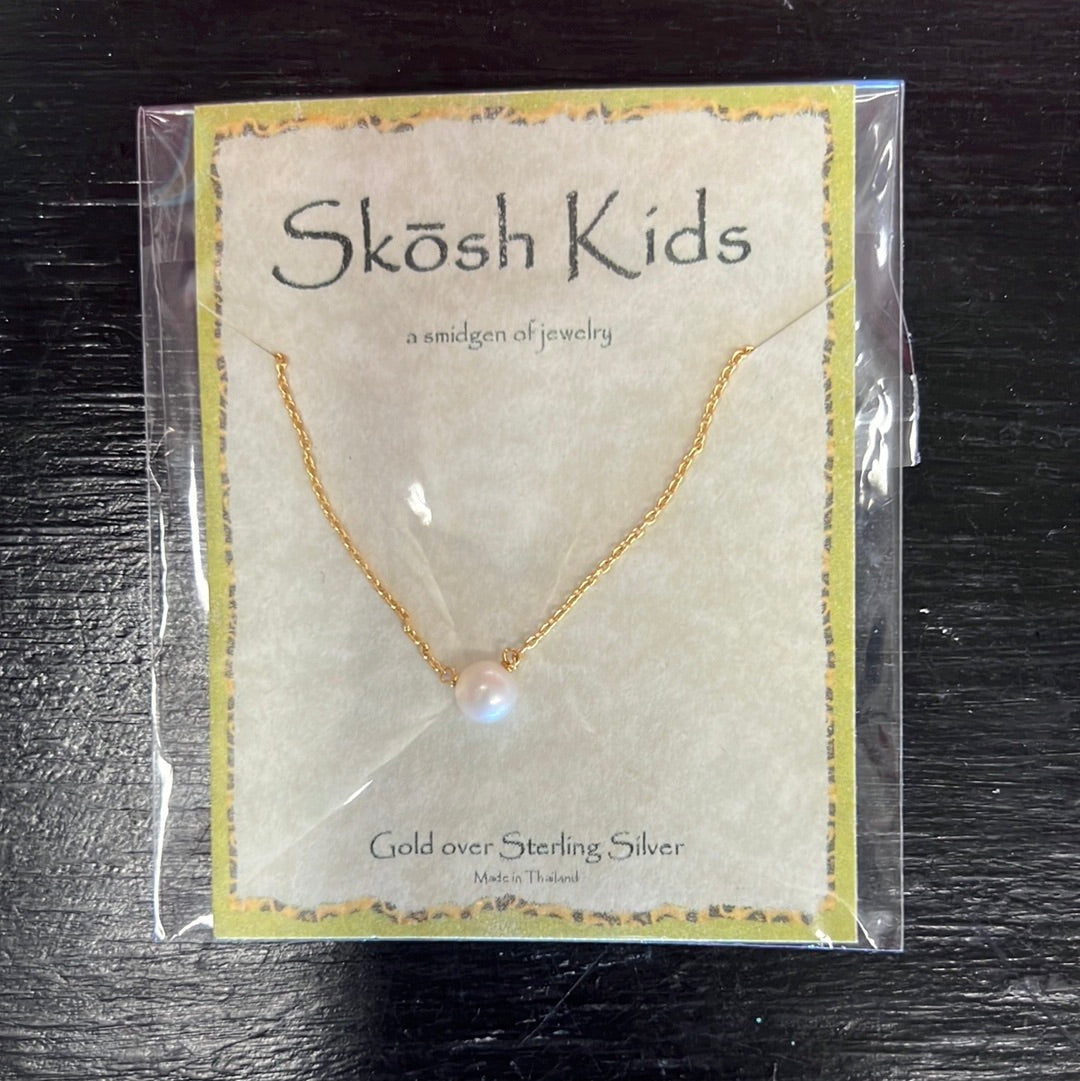 Skōsh Kids
a smidgen of jewelry
Gold over Sterling Silver
Made in Thailand